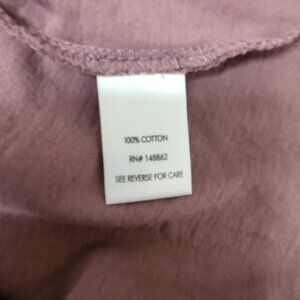 100% COTTON
RN# 148862
SEE REVERSE FOR CARE